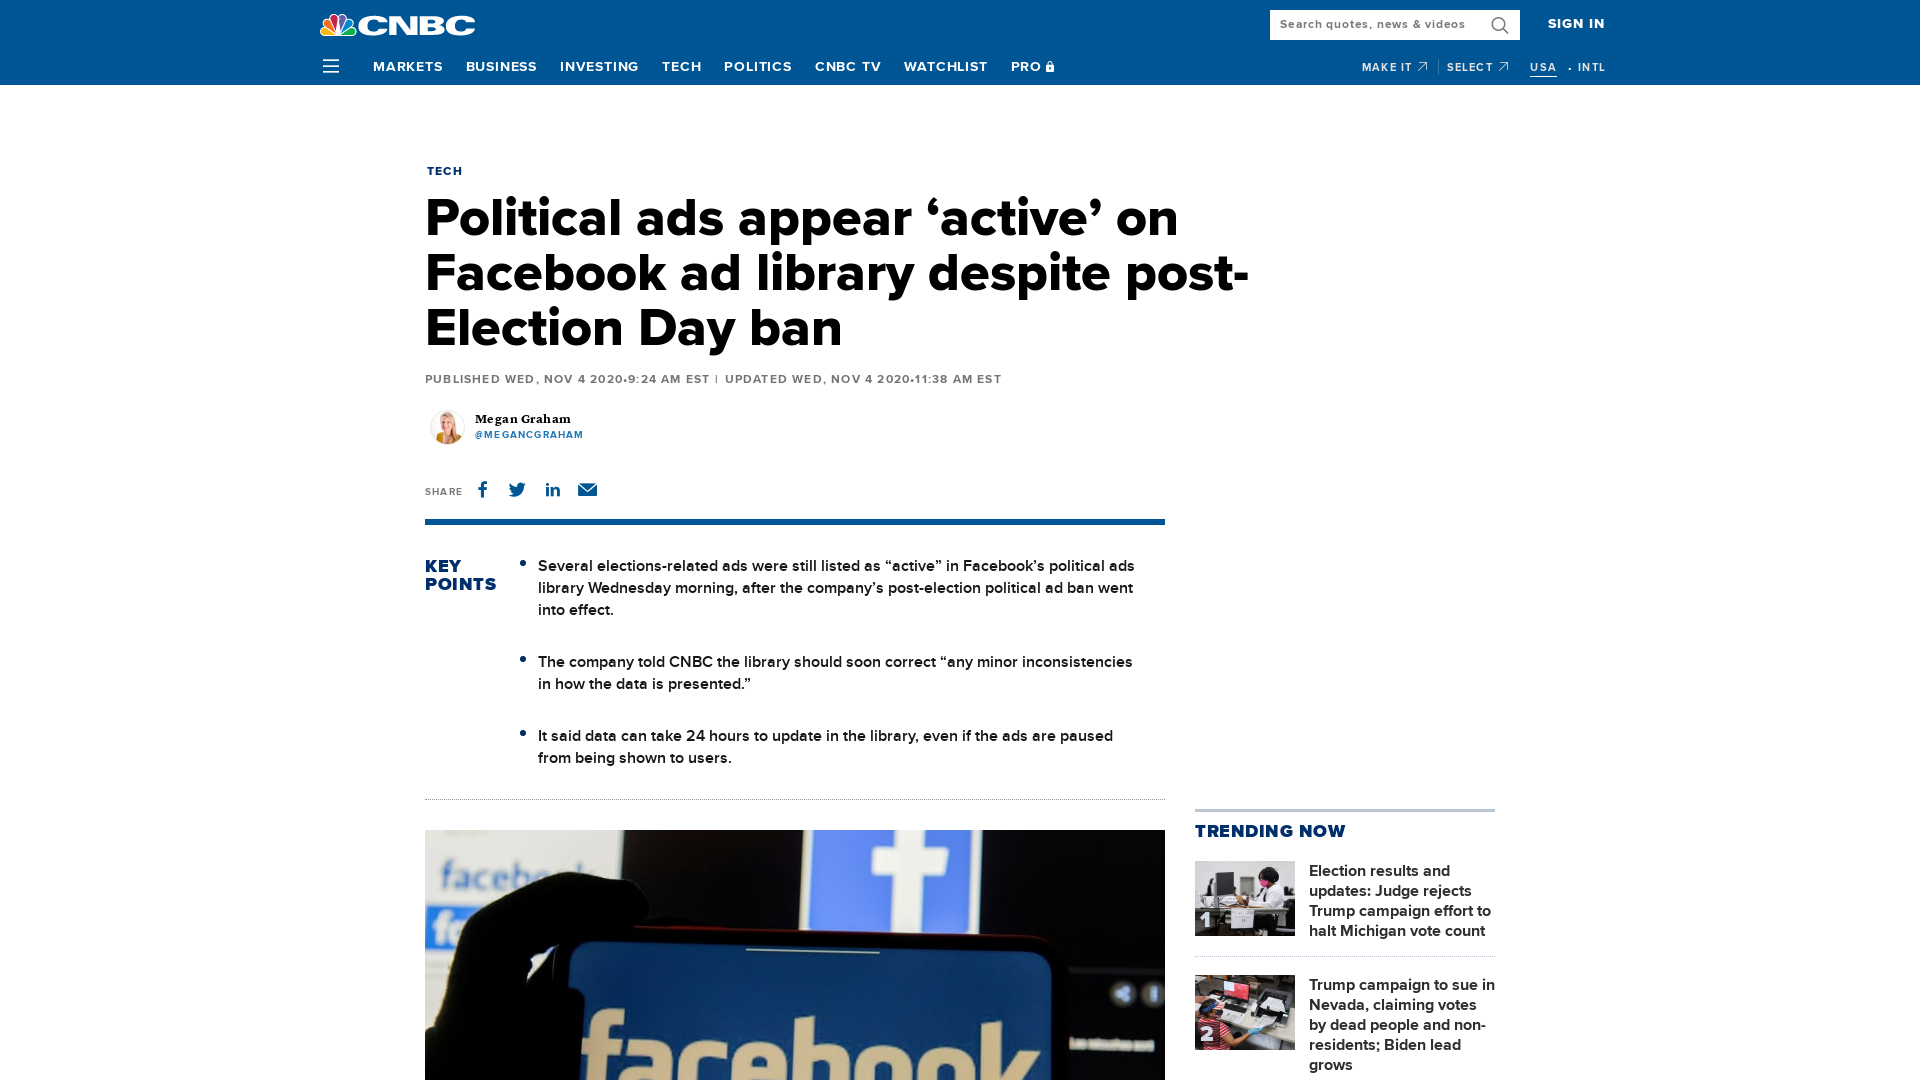 CNBC
Search quotes, news & videos
SIGN IN
MARKETS
BUSINESS
INVESTING
TECH
POLITICS
CNBC TV
WATCHLIST
PRO
MAKE IT
SELECT
USA
• INTL
TECH
Political ads appear ‘active’ on
Facebook ad library despite post-
Election Day ban
PUBLISHED WED, NOV 4 2020•9:24 AM EST | UPDATED WED, NOV 4 2020•11:38 AM EST
Megan Graham
@MEGANCGRAHAM
SHARE
KEY
POINTS
• Several elections-related ads were still listed as “active” in Facebook’s political ads
library Wednesday morning, after the company’s post-election political ad ban went
into effect.
• The company told CNBC the library should soon correct “any minor inconsistencies
in how the data is presented.”
• It said data can take 24 hours to update in the library, even if the ads are paused
from being shown to users.
facebook
f
facebook
TRENDING NOW
1
Election results and
updates: Judge rejects
Trump campaign effort to
halt Michigan vote count
2
Trump campaign to sue in
Nevada, claiming votes
by dead people and non-
residents; Biden lead
grows